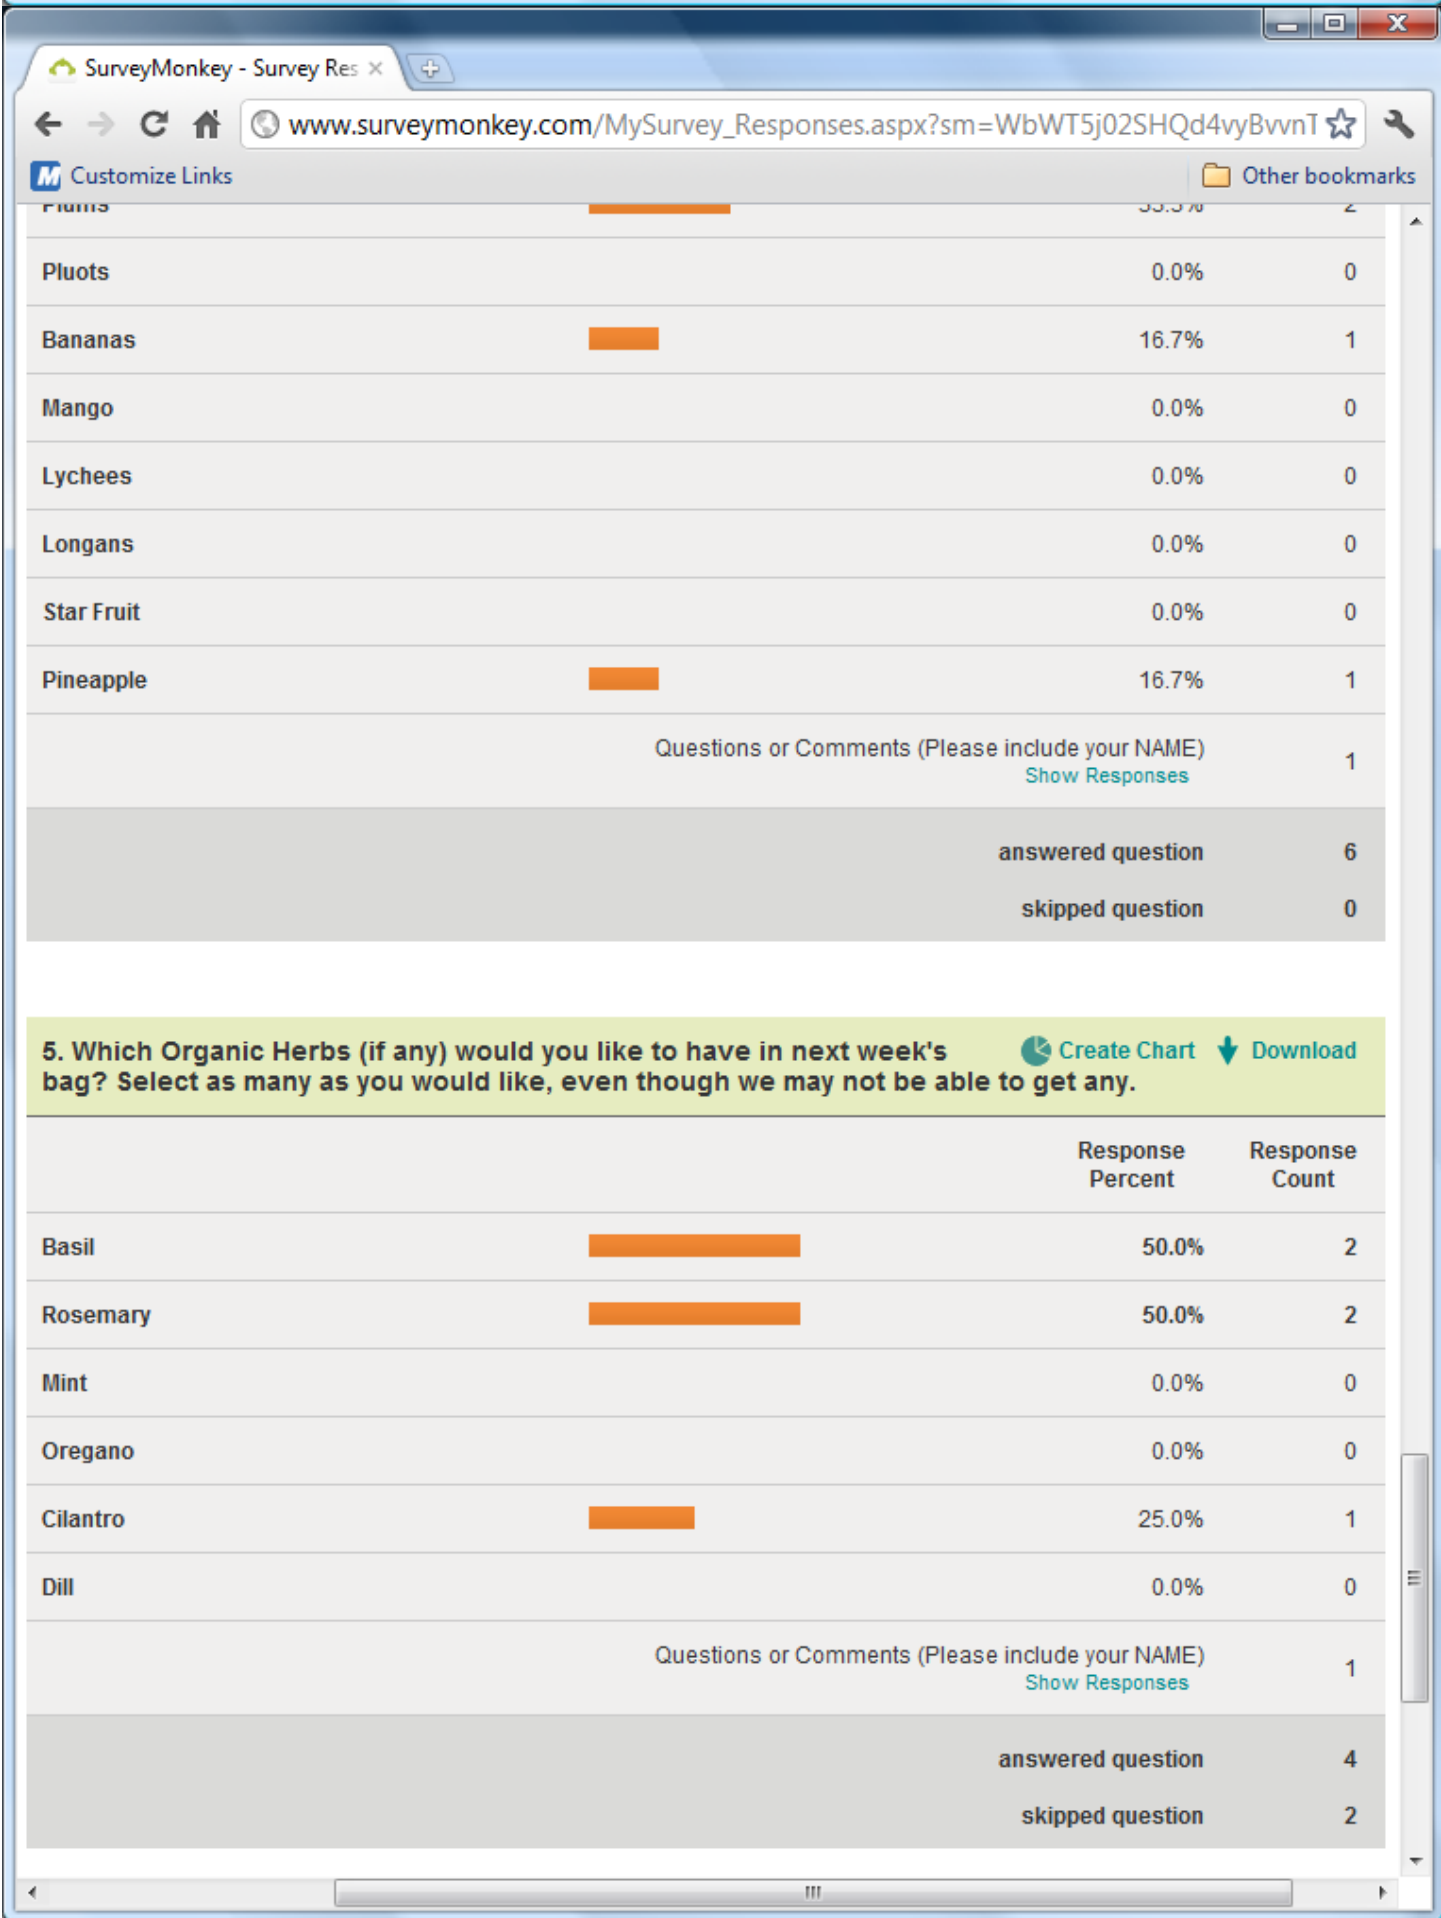 SurveyMonkey - Survey Res
www.surveymonkey.com/MySurvey_Responses.aspx?sm=WbWT5j02SHQd4vyBvvnT
Customize Links Other bookmarks
Plums 33.3% 2
Pluots 0.0% 0
Bananas 16.7% 1
Mango 0.0% 0
Lychees 0.0% 0
Longans 0.0% 0
Star Fruit 0.0% 0
Pineapple 16.7% 1
Questions or Comments (Please include your NAME)
Show Responses 1
answered question 6
skipped question 0
5. Which Organic Herbs (if any) would you like to have in next week's Create Chart Download
bag? Select as many as you would like, even though we may not be able to get any.
Response Response
Percent Count
Basil 50.0% 2
Rosemary 50.0% 2
Mint 0.0% 0
Oregano 0.0% 0
Cilantro 25.0% 1
Dill 0.0% 0
Questions or Comments (Please include your NAME)
Show Responses 1
answered question 4
skipped question 2